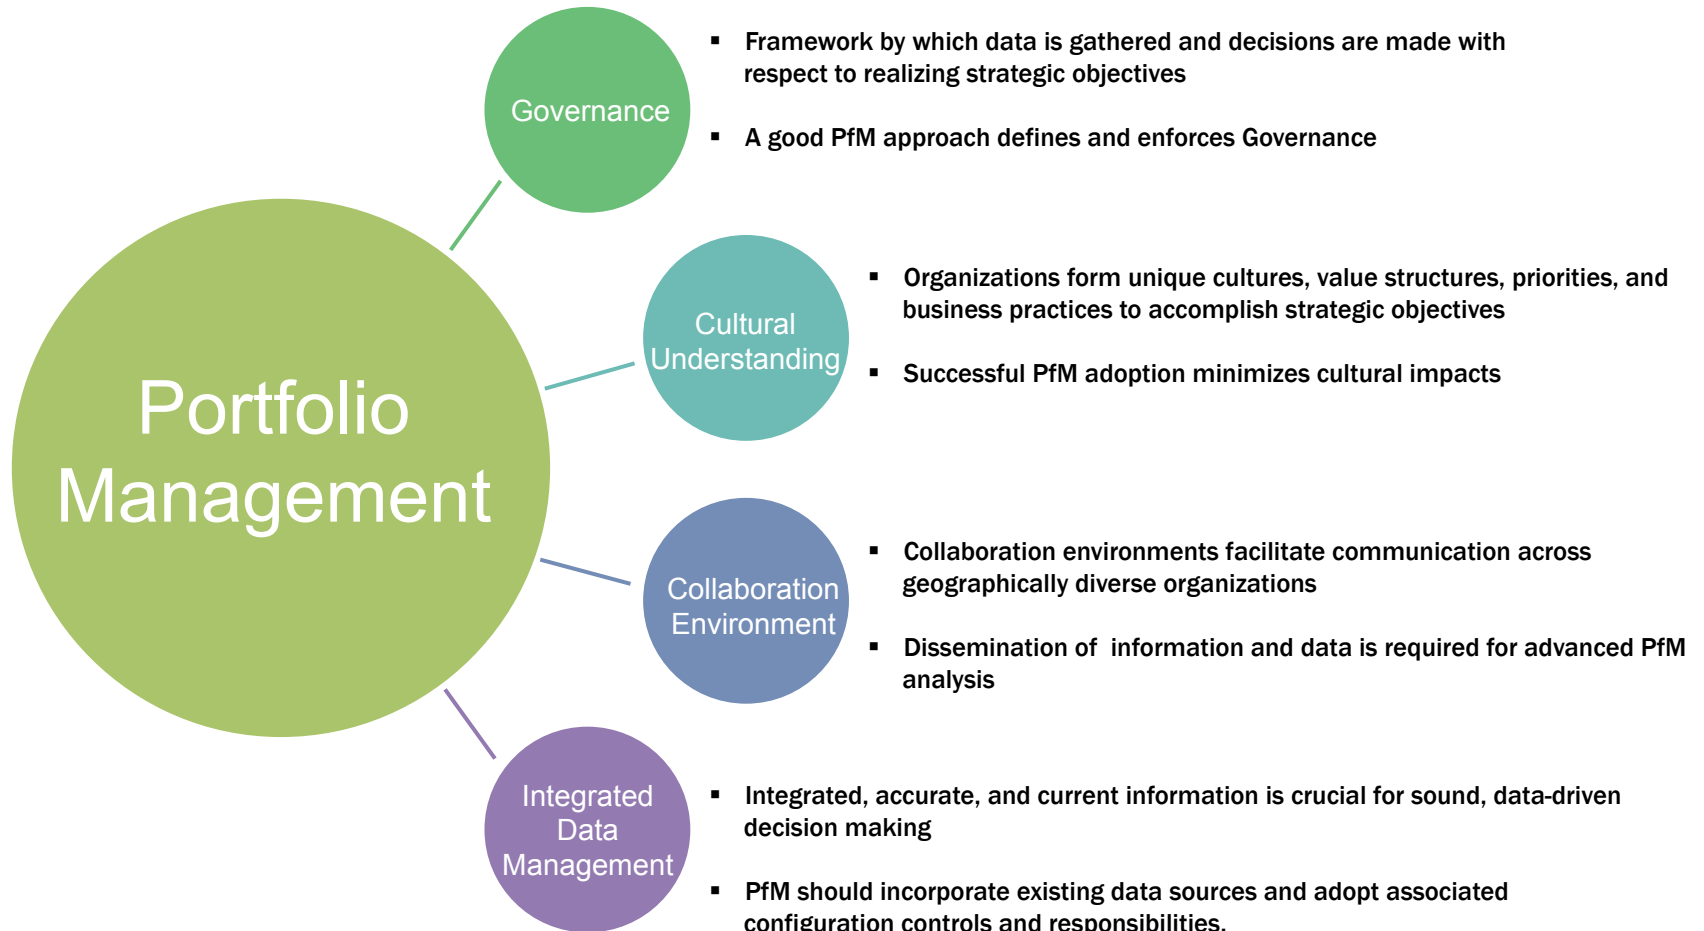 Portfolio
Management
Governance
▪ Framework by which data is gathered and decisions are made with
respect to realizing strategic objectives
▪ A good PfM approach defines and enforces Governance
Cultural
Understanding
▪ Organizations form unique cultures, value structures, priorities, and
business practices to accomplish strategic objectives
▪ Successful PfM adoption minimizes cultural impacts
Collaboration
Environment
▪ Collaboration environments facilitate communication across
geographically diverse organizations
▪ Dissemination of  information and data is required for advanced PfM
analysis
Integrated
Data
Management
▪ Integrated, accurate, and current information is crucial for sound, data-driven
decision making
▪ PfM should incorporate existing data sources and adopt associated
configuration controls and responsibilities.